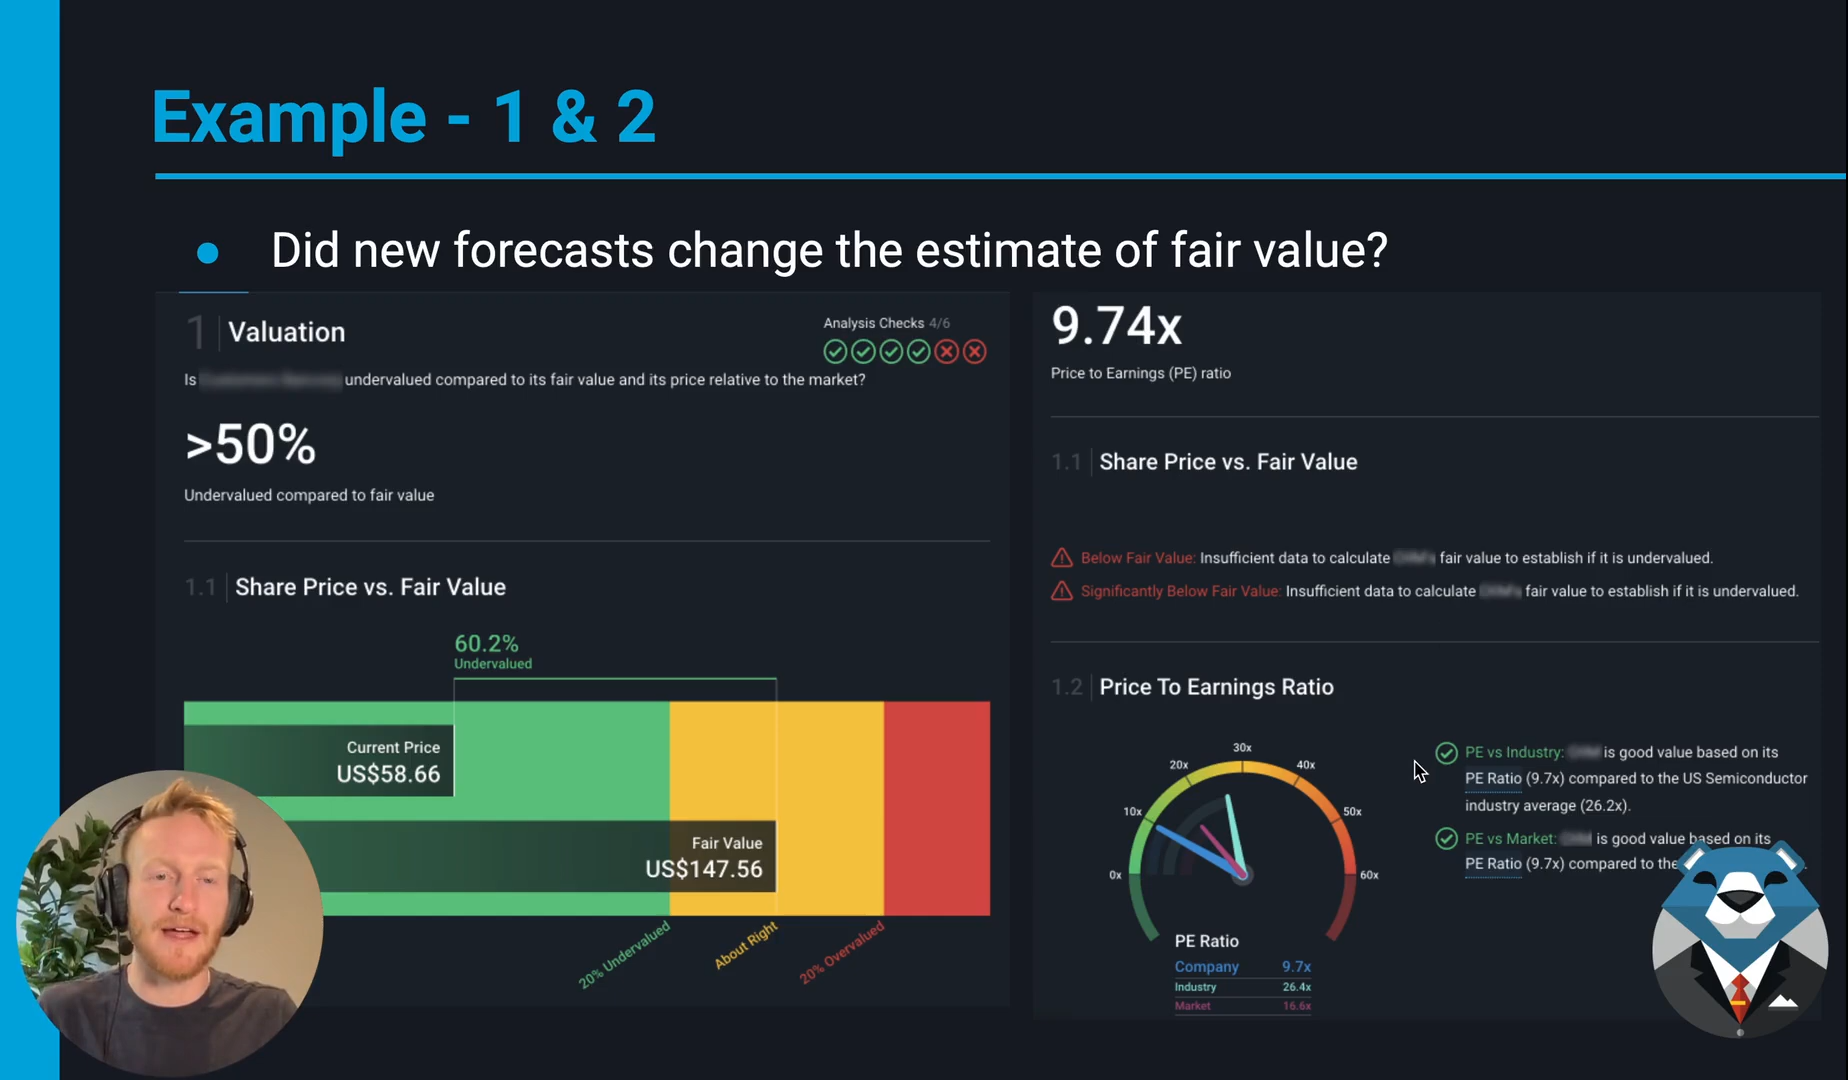 Example - 1 & 2
Did new forecasts change the estimate of fair value?
1 Valuation
Analysis Checks 4/6
Is undervalued compared to its fair value and its price relative to the market?
>50%
Undervalued compared to fair value
1.1 Share Price vs. Fair Value
60.2%
Undervalued
Current Price
US$58.66
Fair Value
US$147.56
20% Undervalued
About Right
20% Overvalued
9.74x
Price to Earnings (PE) ratio
1.1 Share Price vs. Fair Value
Below Fair Value: Insufficient data to calculate fair value to establish if it is undervalued.
Significantly Below Fair Value: Insufficient data to calculate fair value to establish if it is undervalued.
1.2 Price To Earnings Ratio
0x
10x
20x
30x
40x
50x
60x
PE Ratio
Company 9.7x
Industry 26.4x
Market 16.6x
PE vs Industry: is good value based on its
PE Ratio (9.7x) compared to the US Semiconductor
industry average (26.2x).
PE vs Market: is good value based on its
PE Ratio (9.7x) compared to the